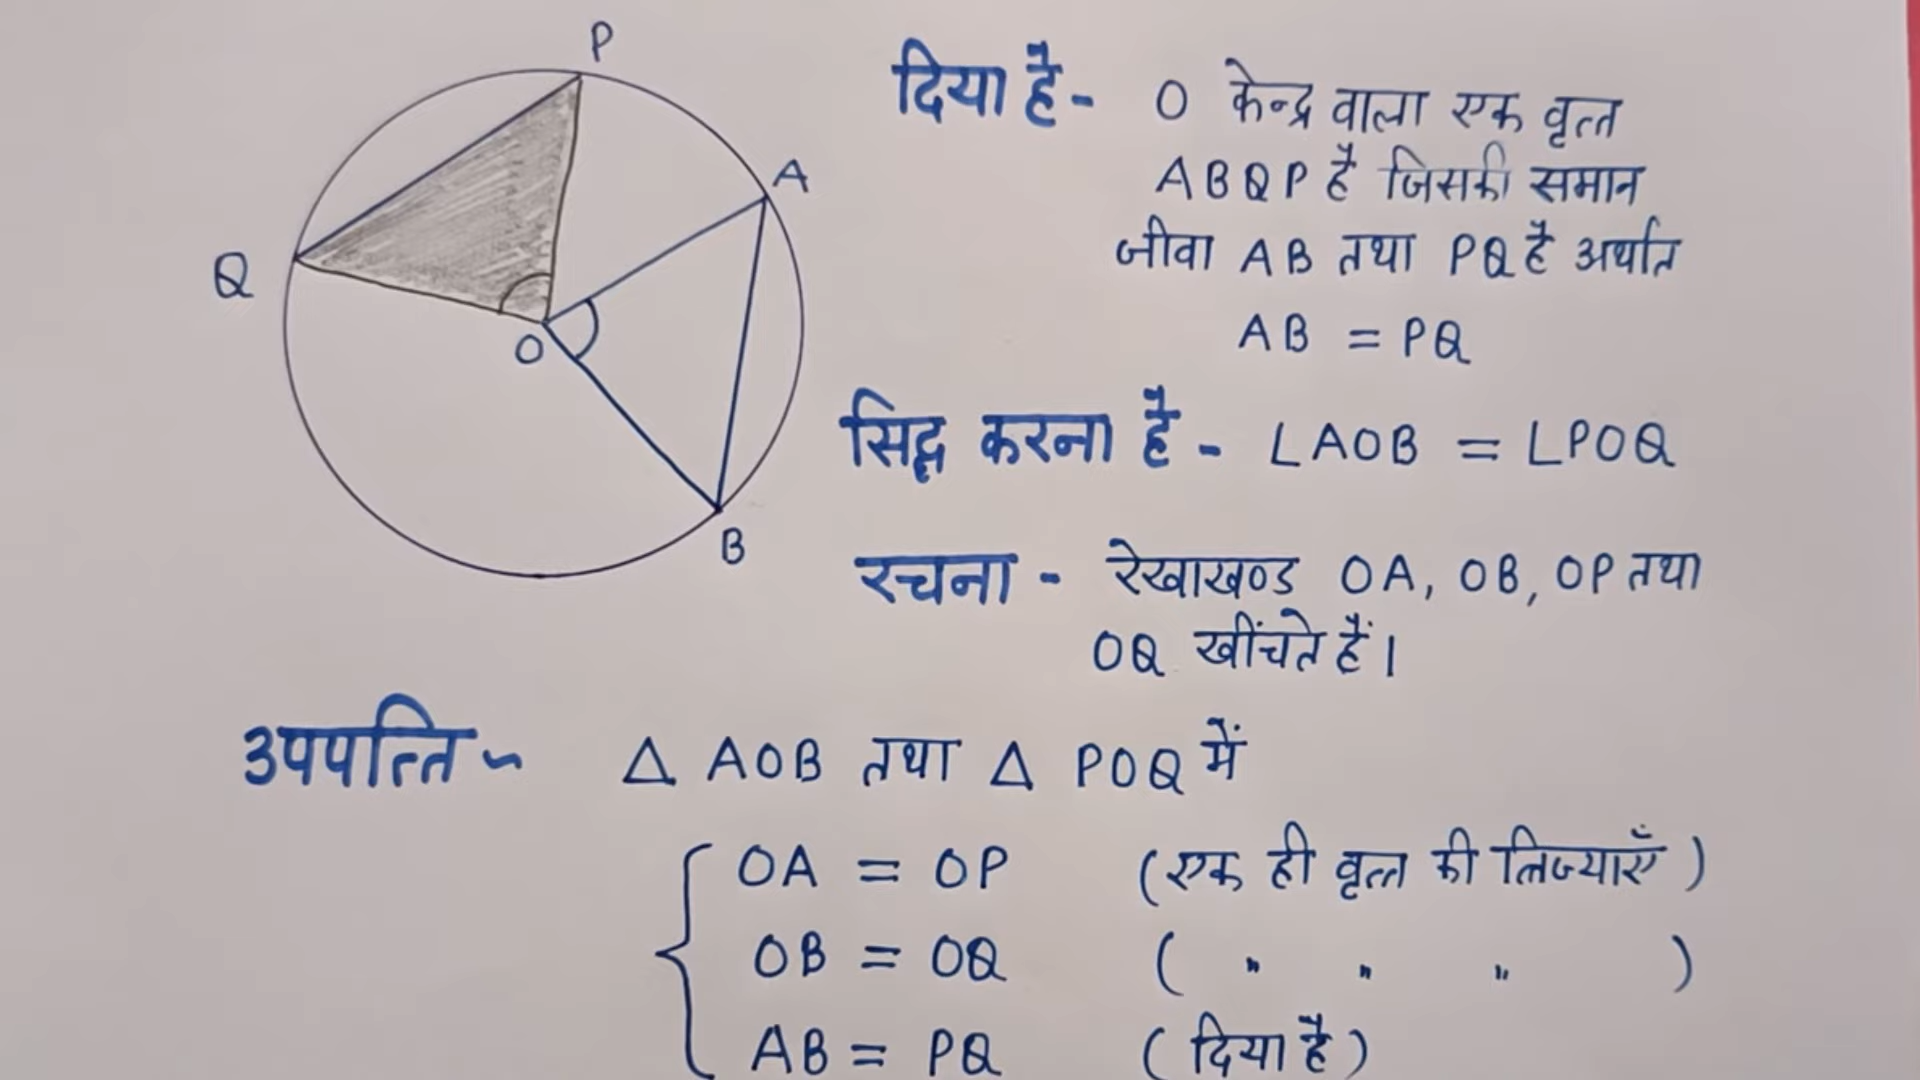 P
A
Q
O
B
दिया है - O केन्द्र वाला एक वृत्त
ABQP है जिसकी समान
जीवा AB तथा PQ है अर्थात
AB = PQ
सिद्ध करना है - ∠AOB = ∠POQ
रचना - रेखाखण्ड OA, OB, OP तथा
OQ खींचते हैं।
उपपत्ति - △ AOB तथा △ POQ में
OA = OP (एक ही वृत्त की त्रिज्याएँ)
OB = OQ ( " " " )
AB = PQ (दिया है)